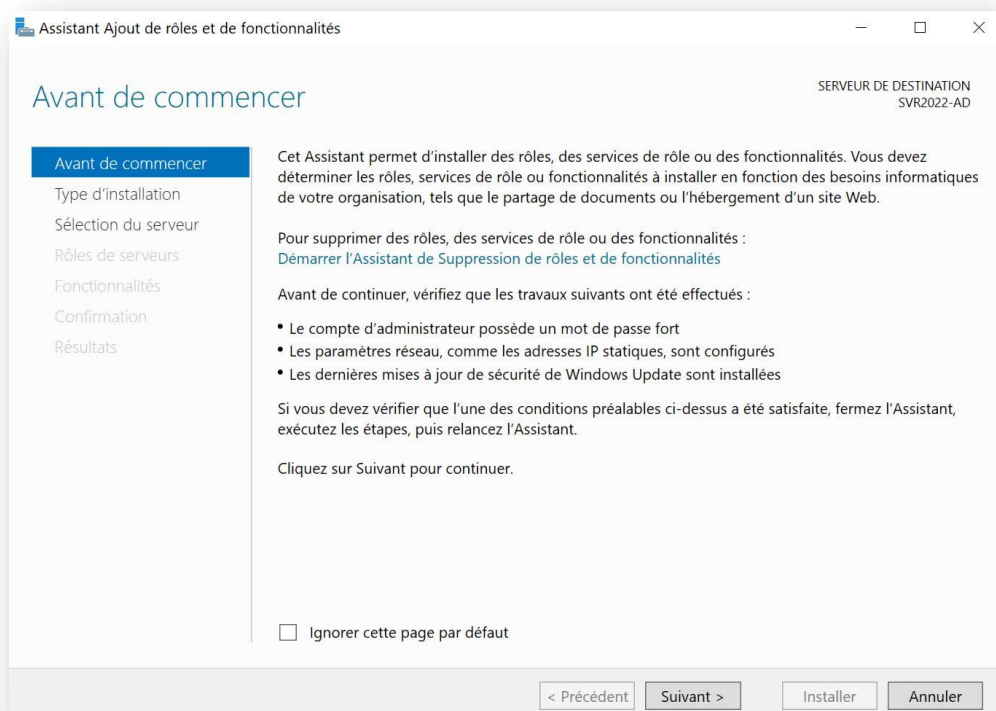 Assistant Ajout de rôles et de fonctionnalités
Avant de commencer
SERVEUR DE DESTINATION
SVR2022-AD
Avant de commencer
Type d’installation
Sélection du serveur
Rôles de serveurs
Fonctionnalités
Confirmation
Résultats
Cet Assistant permet d’installer des rôles, des services de rôle ou des fonctionnalités. Vous devez
déterminer les rôles, services de rôle ou fonctionnalités à installer en fonction des besoins informatiques
de votre organisation, tels que le partage de documents ou l’hébergement d’un site Web.
Pour supprimer des rôles, des services de rôle ou des fonctionnalités :
Démarrer l’Assistant de Suppression de rôles et de fonctionnalités
Avant de continuer, vérifiez que les travaux suivants ont été effectués :
• Le compte d’administrateur possède un mot de passe fort
• Les paramètres réseau, comme les adresses IP statiques, sont configurés
• Les dernières mises à jour de sécurité de Windows Update sont installées
Si vous devez vérifier que l’une des conditions préalables ci-dessus a été satisfaite, fermez l’Assistant,
exécutez les étapes, puis relancez l’Assistant.
Cliquez sur Suivant pour continuer.
Ignorer cette page par défaut
< Précédent Suivant > Installer Annuler